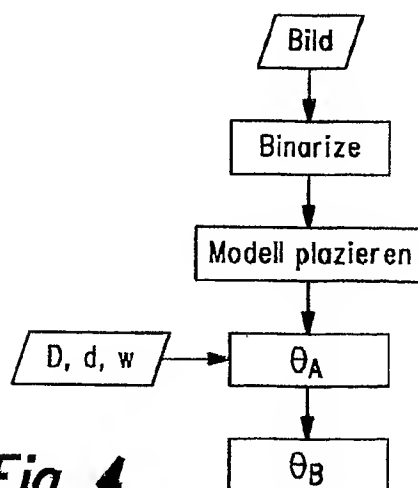 Bild
Binarize
Modell plazieren
D, d, w
θA
θB
Fig. 4